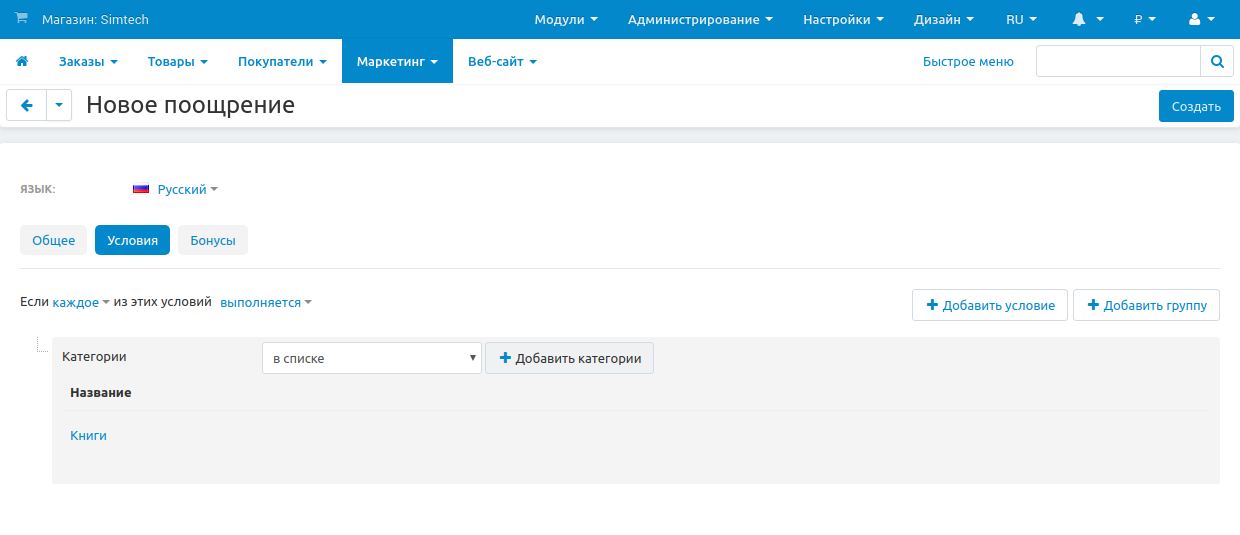 Магазин: Simtech Модули Администрирование Настройки Дизайн RU ₽
Заказы Товары Покупатели Маркетинг Веб-сайт Быстрое меню
Новое поощрение Создать
ЯЗЫК: Русский
Общее Условия Бонусы
Если каждое из этих условий выполняется Добавить условие Добавить группу
Категории в списке Добавить категории
Название
Книги